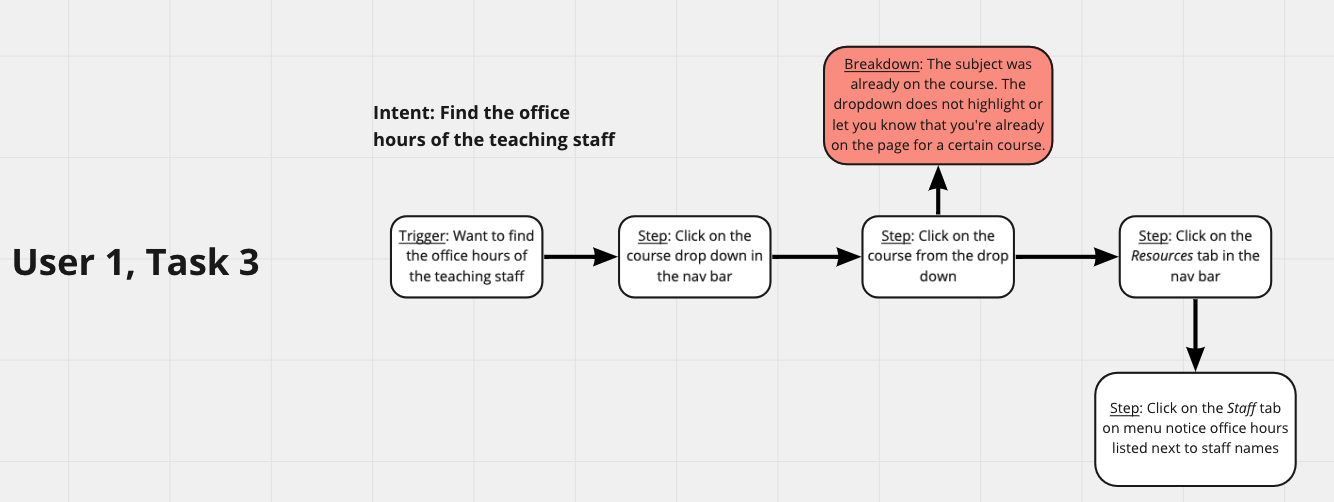 Breakdown: The subject was
already on the course. The
dropdown does not highlight or
let you know that you're already
on the page for a certain course.
Intent: Find the office
hours of the teaching staff
User 1, Task 3
Trigger: Want to find
the office hours of
the teaching staff
Step: Click on the
course drop down in
the nav bar
Step: Click on the
course from the drop
down
Step: Click on the
Resources tab in the
nav bar
Step: Click on the Staff tab
on menu notice office hours
listed next to staff names